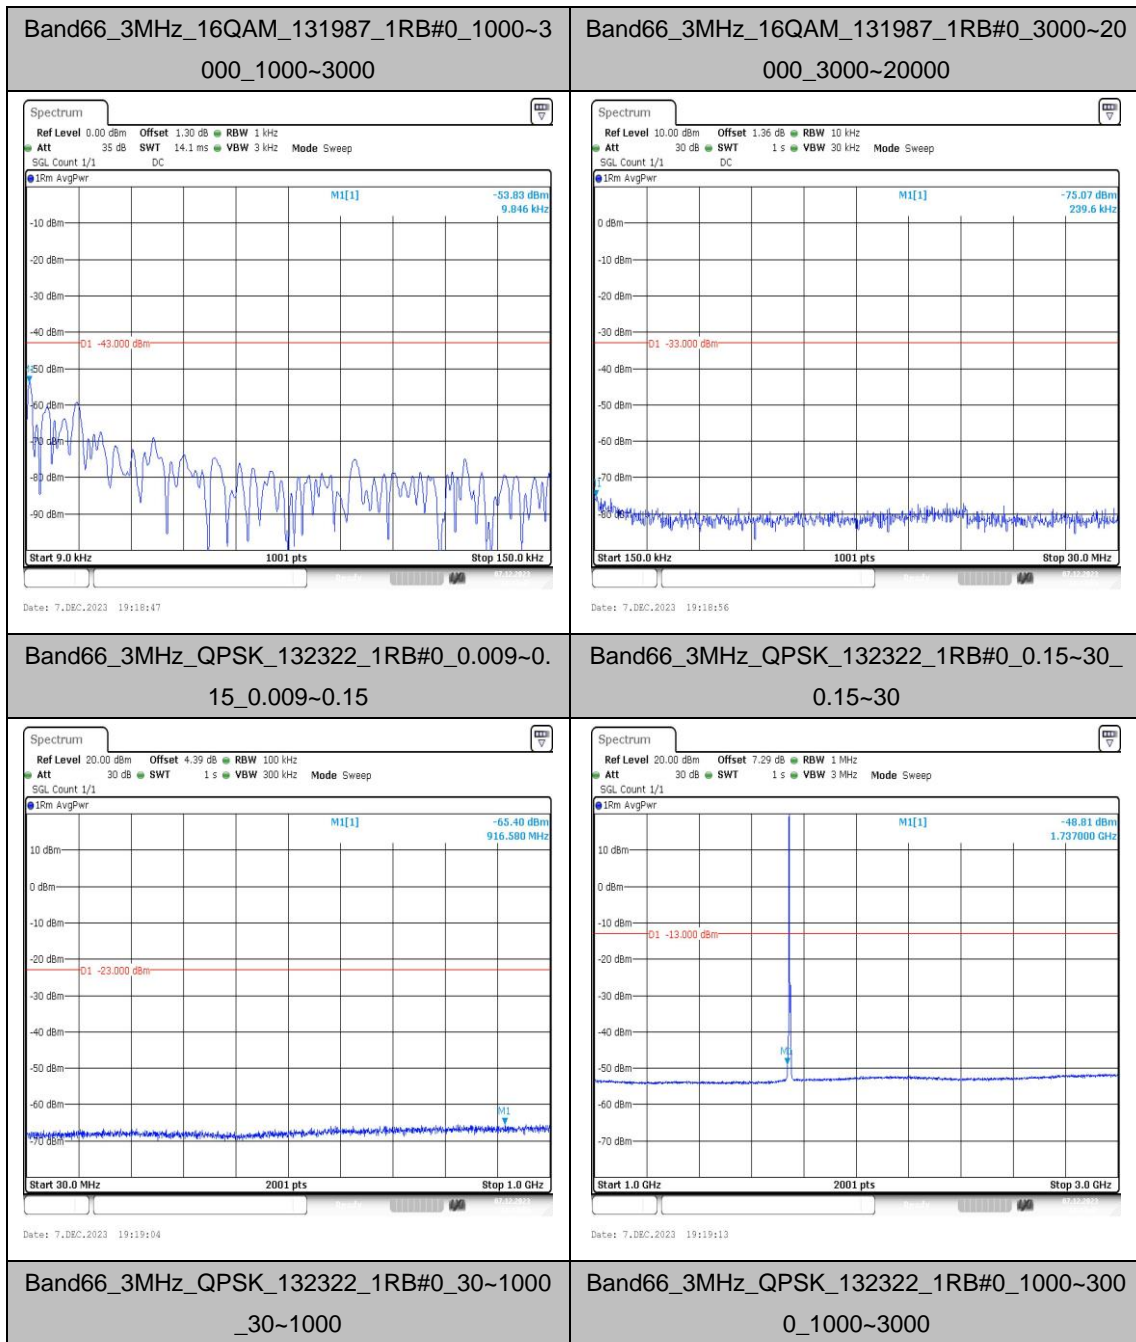 Band66_3MHz_16QAM_131987_1RB#0_1000~3
000_1000~3000
Band66_3MHz_16QAM_131987_1RB#0_3000~20
000_3000~20000
Spectrum
Ref Level 0.00 dBm Offset 1.30 dB RBW 1 kHz
Att 35 dB SWT 14.1 ms VBW 3 kHz Mode Sweep
SGL Count 1/1 DC
1Rm AvgPwr
M1[1] -53.83 dBm
9.846 kHz
-10 dBm
-20 dBm
-30 dBm
-40 dBm
D1 -43.000 dBm
-50 dBm
-60 dBm
-70 dBm
-80 dBm
-90 dBm
Start 9.0 kHz 1001 pts Stop 150.0 kHz
Date: 7.DEC.2023 19:18:47
Spectrum
Ref Level 10.00 dBm Offset 1.36 dB RBW 10 kHz
Att 30 dB SWT 1 s VBW 30 kHz Mode Sweep
SGL Count 1/1 DC
1Rm AvgPwr
M1[1] -75.07 dBm
239.6 kHz
0 dBm
-10 dBm
-20 dBm
-30 dBm
D1 -33.000 dBm
-40 dBm
-50 dBm
-60 dBm
-70 dBm
-80 dBm
Start 150.0 kHz 1001 pts Stop 30.0 MHz
Date: 7.DEC.2023 19:18:56
Band66_3MHz_QPSK_132322_1RB#0_0.009~0.
15_0.009~0.15
Band66_3MHz_QPSK_132322_1RB#0_0.15~30_
0.15~30
Spectrum
Ref Level 20.00 dBm Offset 4.39 dB RBW 100 kHz
Att 30 dB SWT 1 s VBW 300 kHz Mode Sweep
SGL Count 1/1
1Rm AvgPwr
M1[1] -65.40 dBm
916.580 MHz
10 dBm
0 dBm
-10 dBm
D1 -23.000 dBm
-30 dBm
-40 dBm
-50 dBm
-60 dBm
M1
-70 dBm
Start 30.0 MHz 2001 pts Stop 1.0 GHz
Date: 7.DEC.2023 19:19:04
Spectrum
Ref Level 20.00 dBm Offset 7.29 dB RBW 1 MHz
Att 30 dB SWT 1 s VBW 3 MHz Mode Sweep
SGL Count 1/1
1Rm AvgPwr
M1[1] -48.81 dBm
1.737000 GHz
10 dBm
0 dBm
-10 dBm
D1 -13.000 dBm
-20 dBm
-30 dBm
-40 dBm
-50 dBm
-60 dBm
-70 dBm
Start 1.0 GHz 2001 pts Stop 3.0 GHz
Date: 7.DEC.2023 19:19:13
Band66_3MHz_QPSK_132322_1RB#0_30~1000
_30~1000
Band66_3MHz_QPSK_132322_1RB#0_1000~300
0_1000~3000